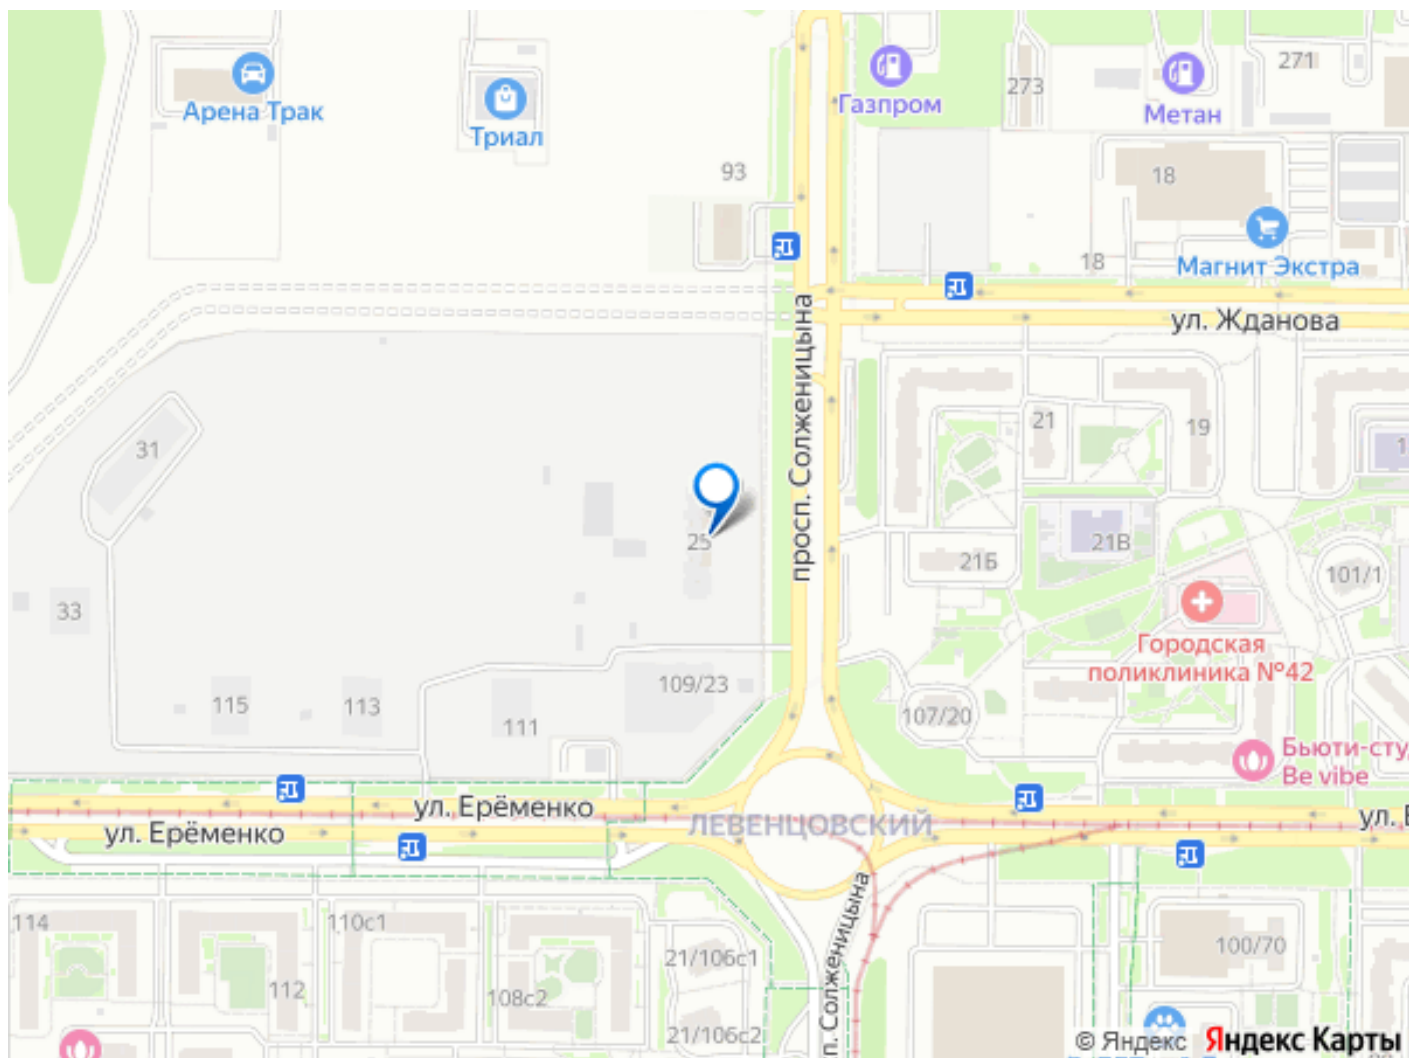 271
Газпром
273
Арена Трак
Метан
Триал
93
18
18
Магнит Экстра
ул. Жданова
просп. Солженицына
21
19
31
25
21Б
21В
101/1
33
Городская
поликлиника №42
109/23
115
113
111
107/20
Бьюти-сту
Be vibe
ул. Ерёменко
ул. Ерёменко
ЛЕВЕНЦОВСКИЙ
ул. Е
п. Солженицына
114
110с1
21/106с1
100/70
112
108с2
21/106с2
© Яндекс Яндекс Карты